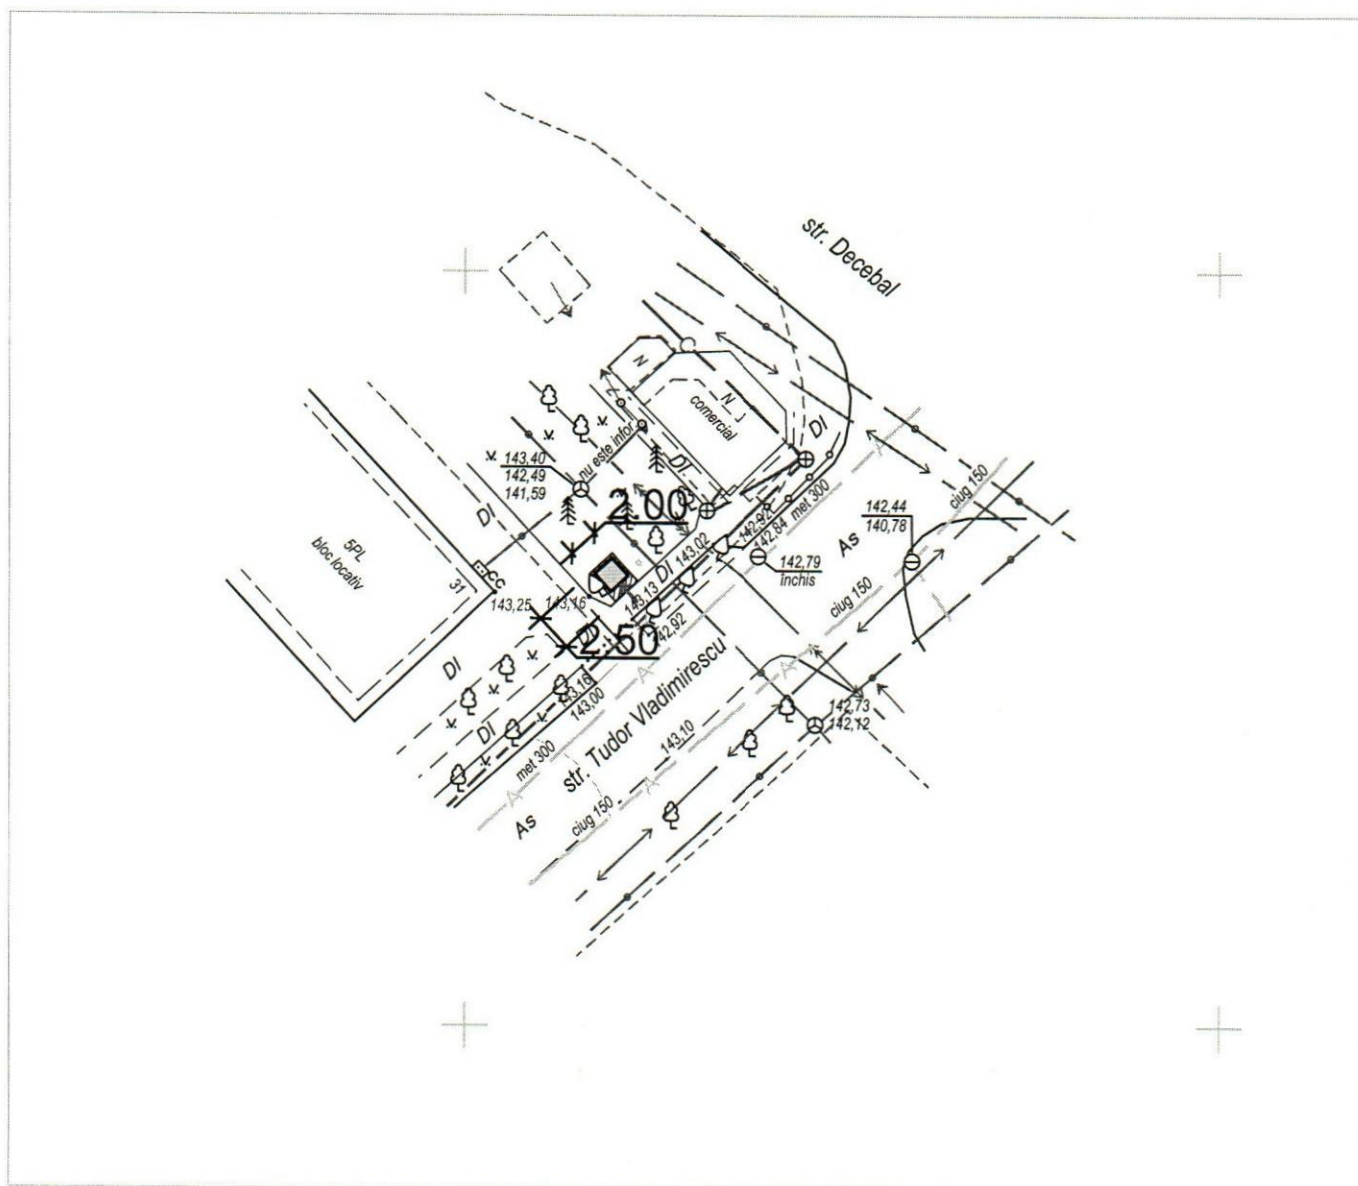 str. Decebal
N
N
comercial
DI
nu este infor.
DI
143,40
142,49
141,59
2.00
DI
5PL
bloc locativ
31
CC
143,25
143,16
DI
143,13
143,02
142,92
142,84
met 300
142,92
142,79
închis
As
142,44
140,78
ciug 150
ciug 150
2.50
DI
DI
143,00
met 300
str. Tudor Vladimirescu
143,10
142,73
142,12
As
ciug 150
A
A
A
A
A